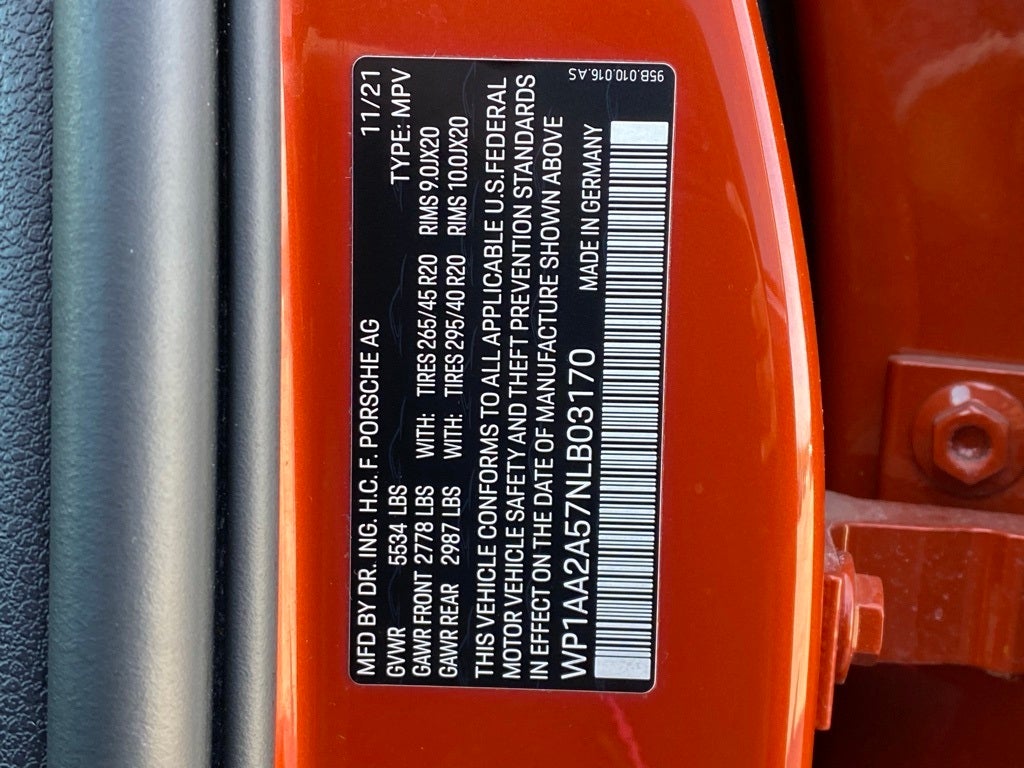 MFD BY DR. ING. H.C. F. PORSCHE AG 11/21
GVWR 5534 LBS TYPE: MPV
GAWR FRONT 2778 LBS WITH: TIRES 265/45 R20 RIMS 9.0JX20
GAWR REAR 2987 LBS WITH: TIRES 295/40 R20 RIMS 10.0JX20
THIS VEHICLE CONFORMS TO ALL APPLICABLE U.S.FEDERAL
MOTOR VEHICLE SAFETY AND THEFT PREVENTION STANDARDS
IN EFFECT ON THE DATE OF MANUFACTURE SHOWN ABOVE
WP1AA2A57NLB03170 MADE IN GERMANY
95B.010.016.AS